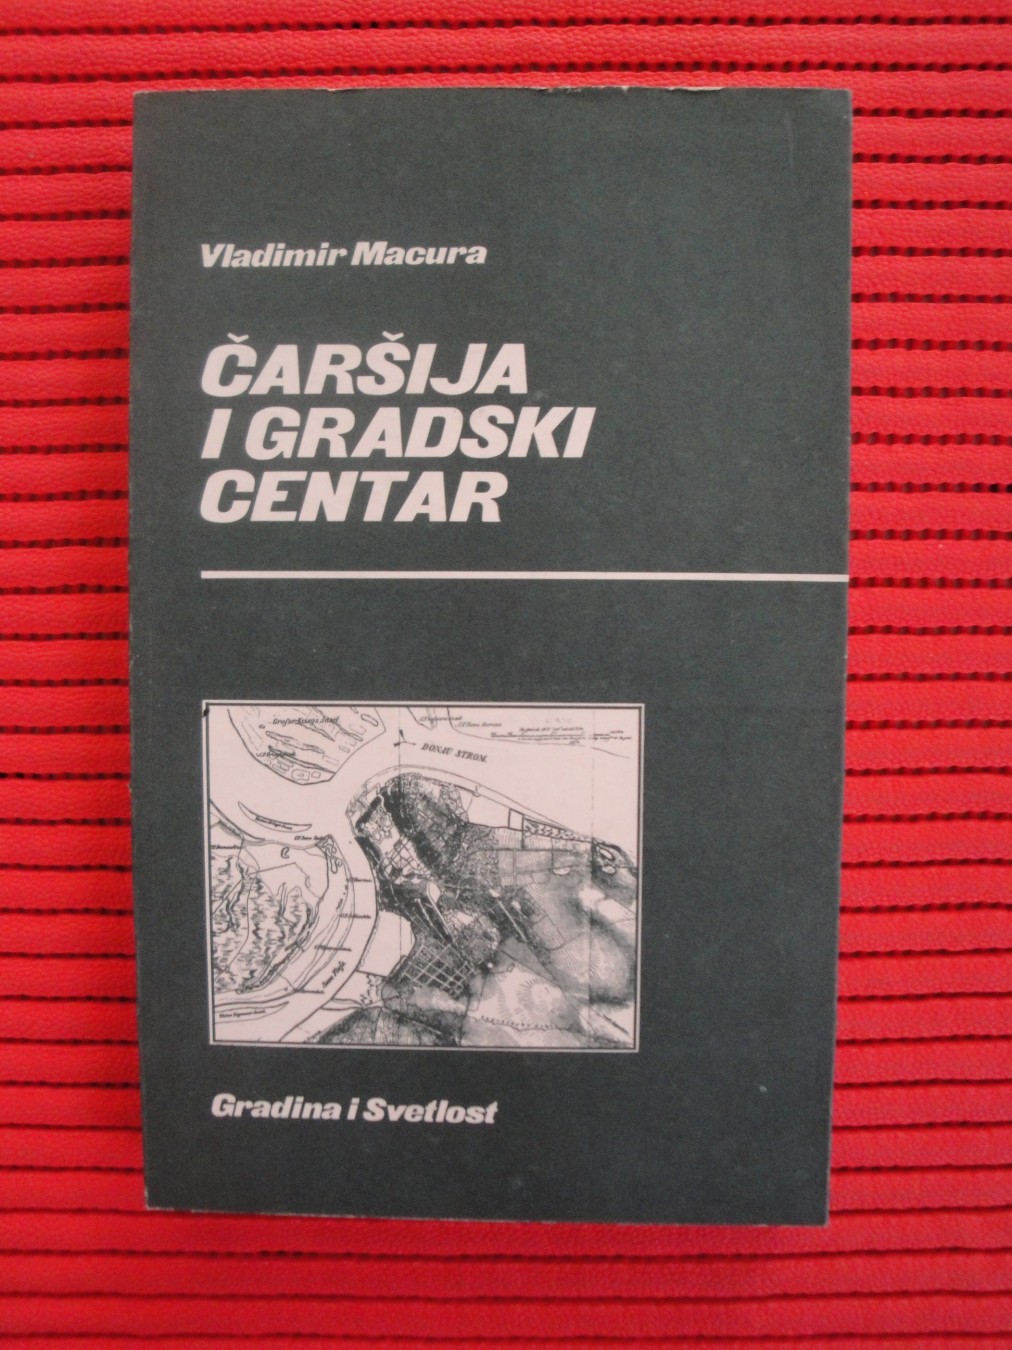 Vladimir Macura
ČARŠIJA
I GRADSKI
CENTAR
DONJU STROM.
Gradina i Svetlost